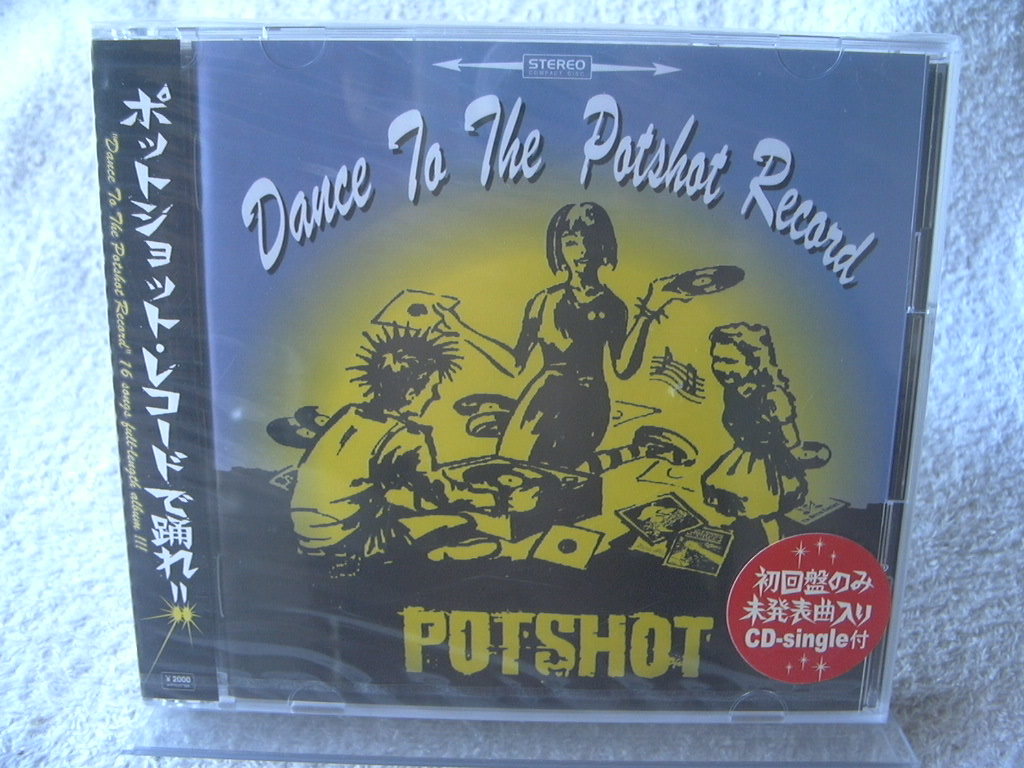 ポットショット・レコードで踊れ!!
"Dance To The Potshot Record" 16 songs full-length album !!!
¥2000
STEREO
COMPACT DISC
Dance To The Potshot Record
POTSHOT
初回盤のみ
未発表曲入り
CD-single付